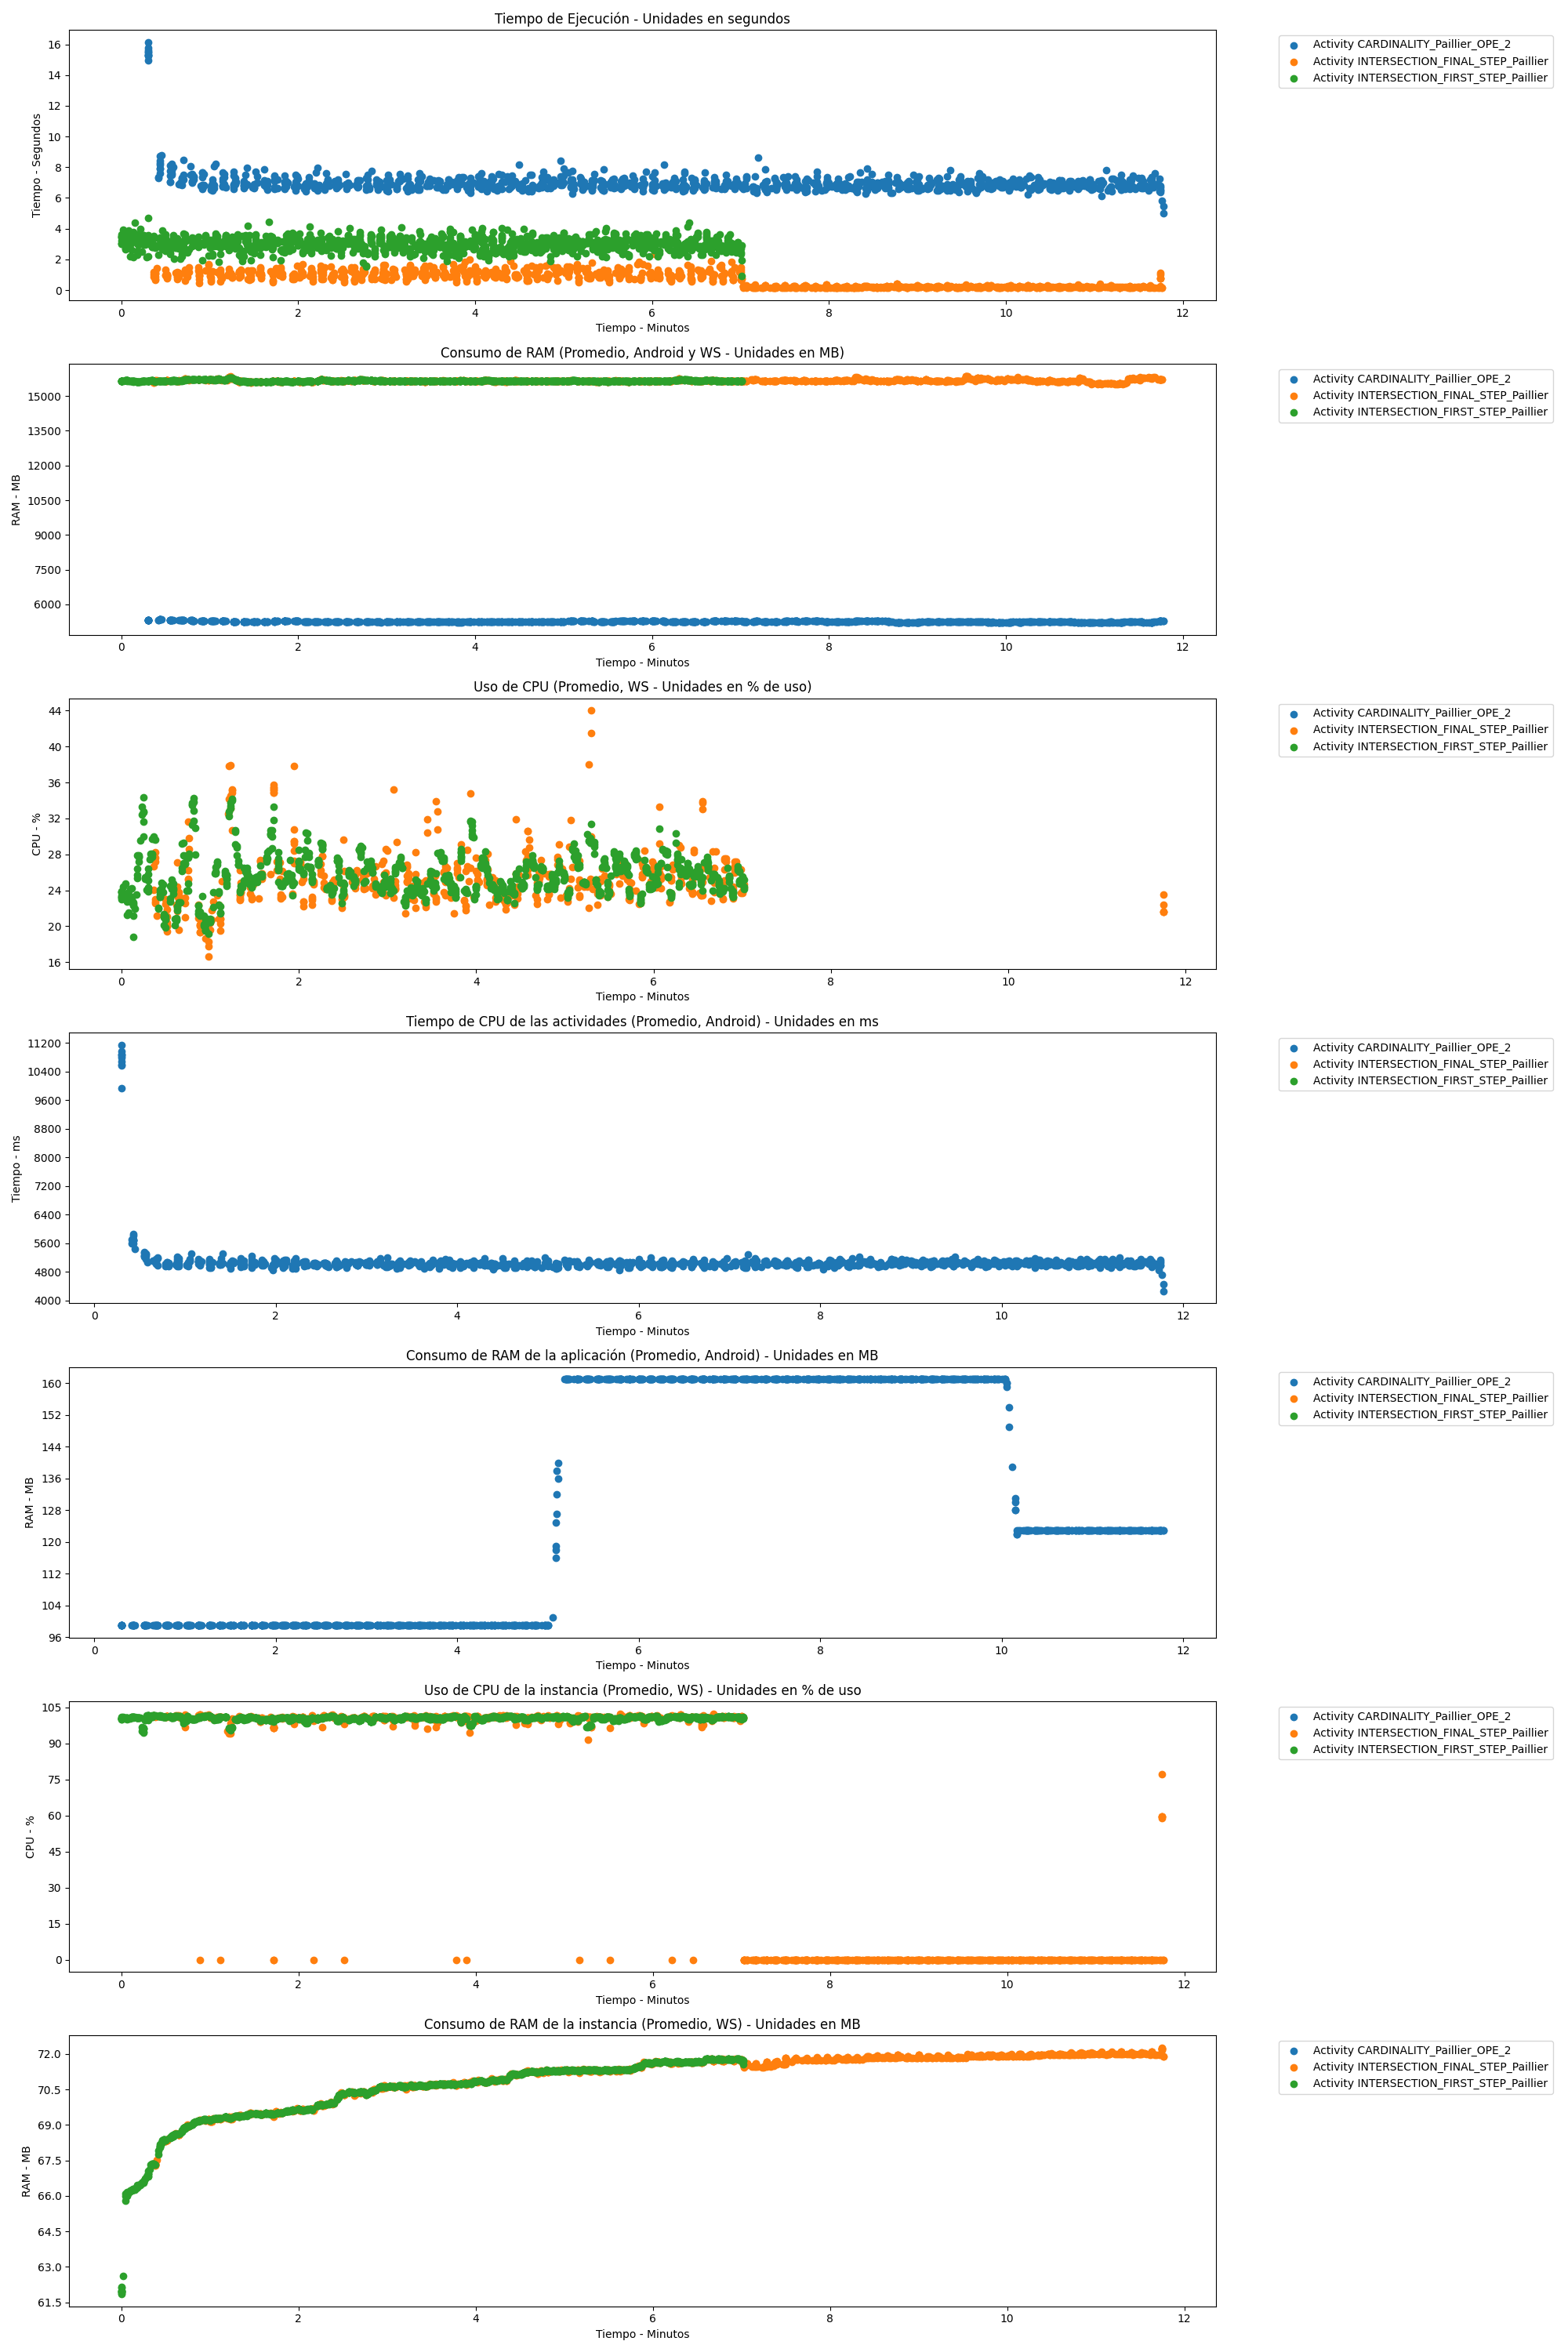 Tiempo de Ejecución - Unidades en segundos
16
14
12
10
8
6
4
2
0
Tiempo - Segundos
0 2 4 6 8 10 12
Tiempo - Minutos
Activity CARDINALITY_Paillier_OPE_2
Activity INTERSECTION_FINAL_STEP_Paillier
Activity INTERSECTION_FIRST_STEP_Paillier
Consumo de RAM (Promedio, Android y WS - Unidades en MB)
15000
13500
12000
10500
9000
7500
6000
RAM - MB
0 2 4 6 8 10 12
Tiempo - Minutos
Activity CARDINALITY_Paillier_OPE_2
Activity INTERSECTION_FINAL_STEP_Paillier
Activity INTERSECTION_FIRST_STEP_Paillier
Uso de CPU (Promedio, WS - Unidades en % de uso)
44
40
36
32
28
24
20
16
CPU - %
0 2 4 6 8 10 12
Tiempo - Minutos
Activity CARDINALITY_Paillier_OPE_2
Activity INTERSECTION_FINAL_STEP_Paillier
Activity INTERSECTION_FIRST_STEP_Paillier
Tiempo de CPU de las actividades (Promedio, Android) - Unidades en ms
11200
10400
9600
8800
8000
7200
6400
5600
4800
4000
Tiempo - ms
0 2 4 6 8 10 12
Tiempo - Minutos
Activity CARDINALITY_Paillier_OPE_2
Activity INTERSECTION_FINAL_STEP_Paillier
Activity INTERSECTION_FIRST_STEP_Paillier
Consumo de RAM de la aplicación (Promedio, Android) - Unidades en MB
160
152
144
136
128
120
112
104
96
RAM - MB
0 2 4 6 8 10 12
Tiempo - Minutos
Activity CARDINALITY_Paillier_OPE_2
Activity INTERSECTION_FINAL_STEP_Paillier
Activity INTERSECTION_FIRST_STEP_Paillier
Uso de CPU de la instancia (Promedio, WS) - Unidades en % de uso
105
90
75
60
45
30
15
0
CPU - %
0 2 4 6 8 10 12
Tiempo - Minutos
Activity CARDINALITY_Paillier_OPE_2
Activity INTERSECTION_FINAL_STEP_Paillier
Activity INTERSECTION_FIRST_STEP_Paillier
Consumo de RAM de la instancia (Promedio, WS) - Unidades en MB
72.0
70.5
69.0
67.5
66.0
64.5
63.0
61.5
RAM - MB
0 2 4 6 8 10 12
Tiempo - Minutos
Activity CARDINALITY_Paillier_OPE_2
Activity INTERSECTION_FINAL_STEP_Paillier
Activity INTERSECTION_FIRST_STEP_Paillier